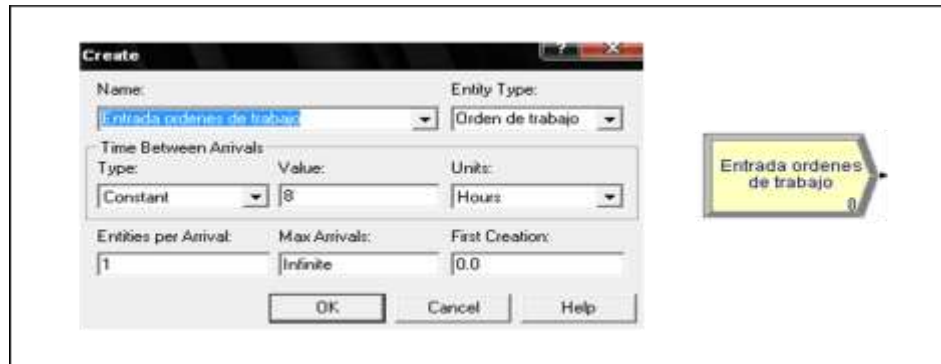 Create
?
Name:
Entity Type:
Entrada ordenes de trabajo
Orden de trabajo
Time Between Arrivals
Type:
Value:
Units:
Constant
8
Hours
Entities per Arrival:
Max Arrivals:
First Creation:
1
Infinite
0.0
OK
Cancel
Help
Entrada ordenes
de trabajo
0